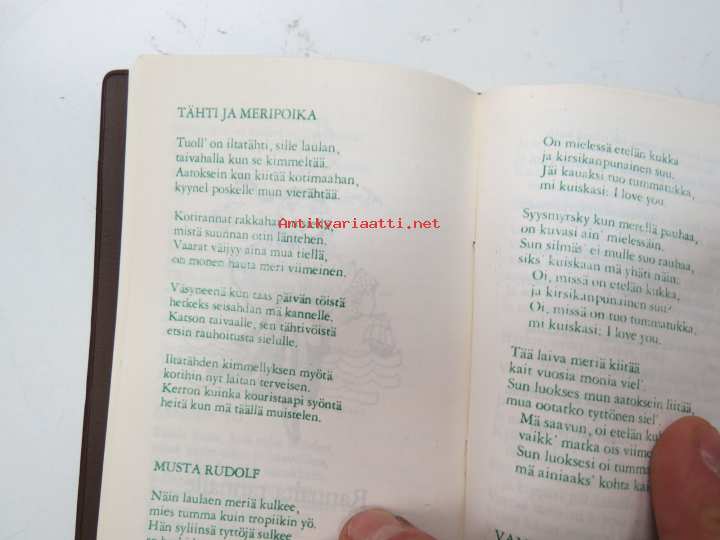 TÄHTI JA MERIPOIKA
Tuoll' on iltatähti, sille laulan,
taivahalla kun se kimmeltää.
Aatoksein kun kiitää kotimaahan,
kyynel poskelle mun vierähtää.
Kotirannat rakkahan
mistä suunnan otin läntehen.
Vaarat väijyy aina mua tiellä,
on monen hauta meri viimeinen.
Väsyneenä kun taas päivän töistä
hetkeks seisahdan mä kannelle.
Katson taivaalle, sen tähtivöistä
etsin rauhoitusta sielulle.
Iltatähden kimmellyksen myötä
kotihin nyt laitan terveisen.
Kerron kuinka kouristaapi syöntä
heitä kun mä täällä muistelen.
MUSTA RUDOLF
Näin laulaen meriä kulkee,
mies tumma kuin tropiikin yö.
Hän syliinsä tyttöjä sulkee
Antikvariaatti.net
On mielessä etelän kukka
ja kirsikanpunainen suu.
Jäi kauaksi tuo tummatukka,
mi kuiskasi: I love you.
Syysmyrsky kun merellä pauhaa,
on kuvasi ain' mielessäin.
Sun silmäs' ei mulle suo rauhaa,
siks' kuiskaan mä yhäti näin:
Oi, missä on etelän kukka,
ja kirsikanpunainen suu?
Oi, missä on tuo tummatukka,
mi kuiskasi: I love you.
Tää laiva meriä kiitää
kait vuosia monia viel'.
Sun luokses mun aatoksein liitää,
mua ootatko tyttönen siel'.
Mä saavun, oi etelän
vaikk' matka ois
Sun luoksesi oi
mä ainiaaks' kohta